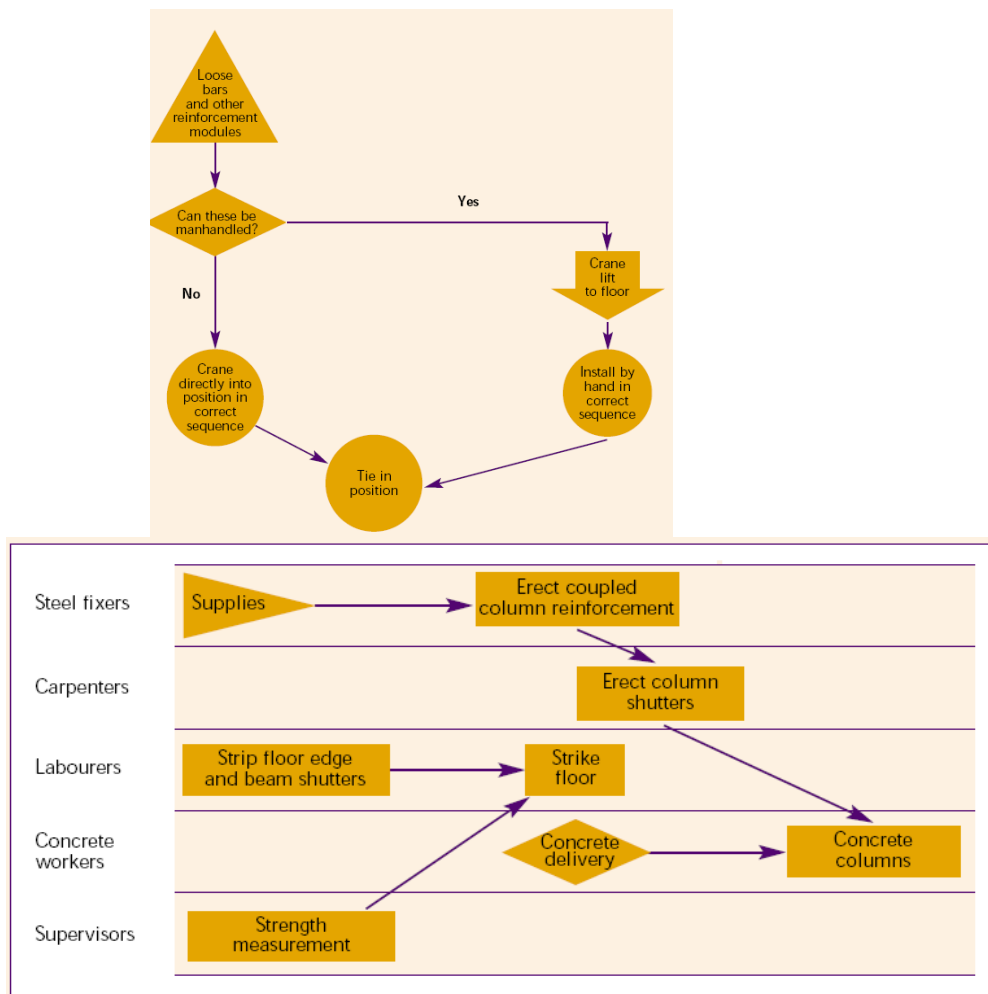 Loose
bars
and other
reinforcement
modules
Can these be
manhandled?
Yes
No
Crane
lift
to floor
Crane
directly into
position in
correct
sequence
Install by
hand in
correct
sequence
Tie in
position
Steel fixers
Supplies
Erect coupled
column reinforcement
Carpenters
Erect column
shutters
Labourers
Strip floor edge
and beam shutters
Strike
floor
Concrete
workers
Concrete
delivery
Concrete
columns
Supervisors
Strength
measurement